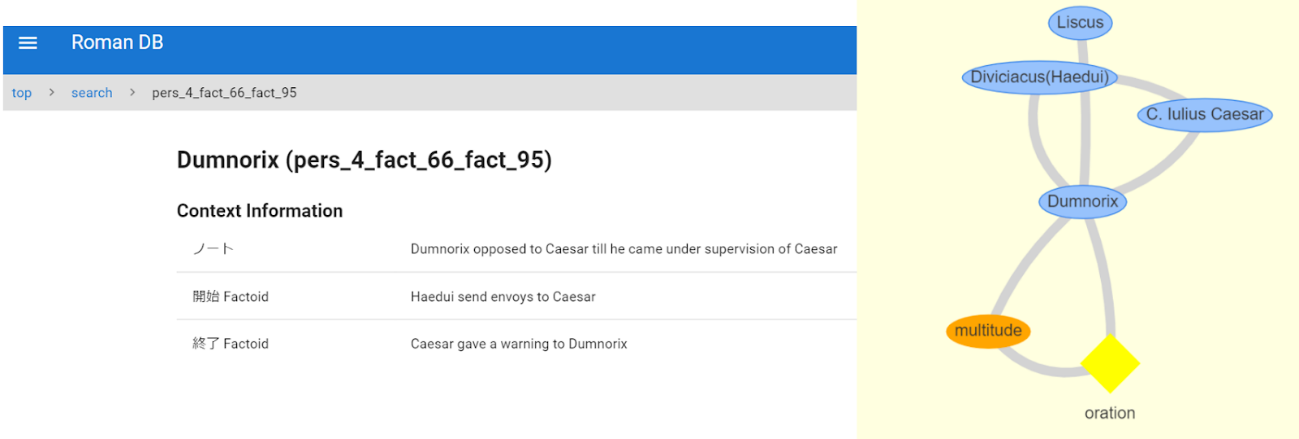 Roman DB
top > search > pers_4_fact_66_fact_95
Dumnorix (pers_4_fact_66_fact_95)
Context Information
ノート Dumnorix opposed to Caesar till he came under supervision of Caesar
開始 Factoid Haedui send envoys to Caesar
終了 Factoid Caesar gave a warning to Dumnorix
Liscus
Diviciacus(Haedui)
C. Iulius Caesar
Dumnorix
multitude
oration